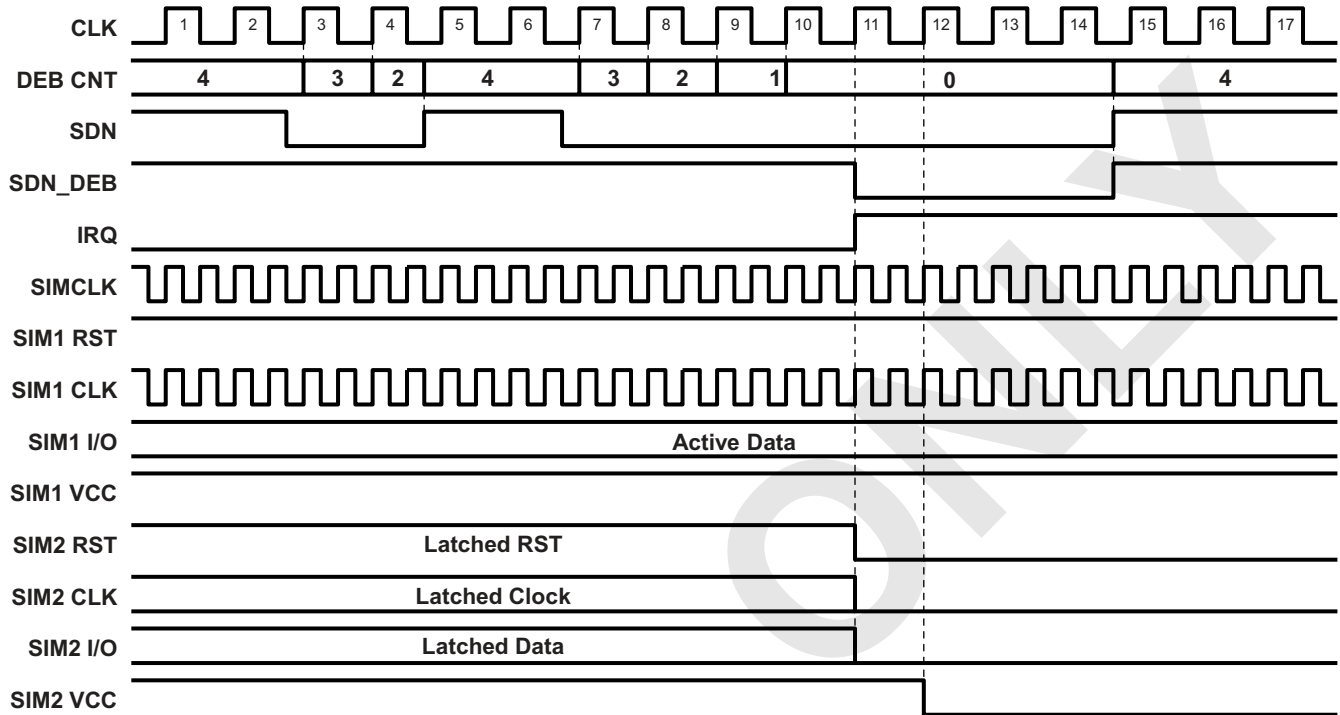 CLK 1 2 3 4 5 6 7 8 9 10 11 12 13 14 15 16 17
DEB CNT 4 3 2 4 3 2 1 0 4
SDN
SDN_DEB
IRQ
SIMCLK
SIM1 RST
SIM1 CLK
SIM1 I/O Active Data
SIM1 VCC
SIM2 RST Latched RST
SIM2 CLK Latched Clock
SIM2 I/O Latched Data
SIM2 VCC
ONLY